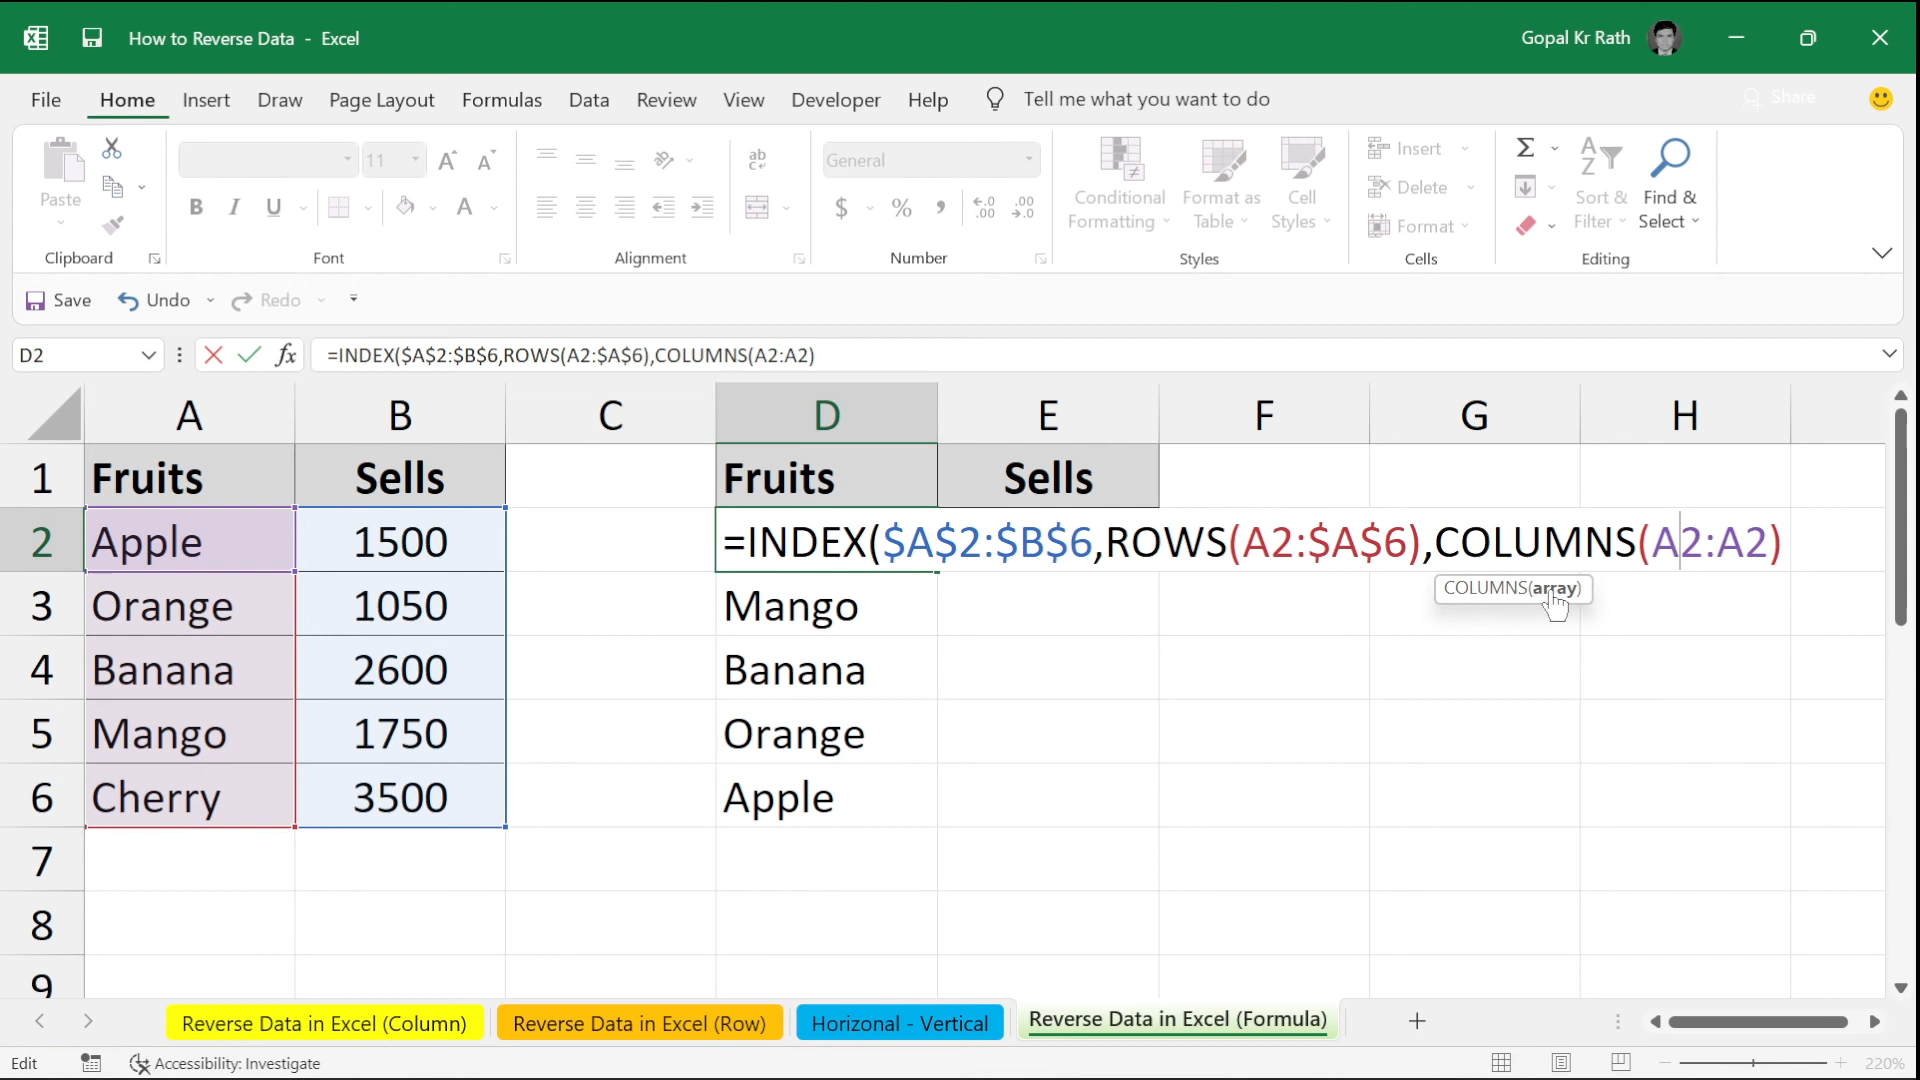 How to Reverse Data - Excel
Gopal Kr Rath
File Home Insert Draw Page Layout Formulas Data Review View Developer Help Tell me what you want to do Share
Paste
Clipboard
11
B I U
Font
ab
Alignment
General
$ % ,
Number
Conditional Formatting
Format as Table
Cell Styles
Styles
Insert
Delete
Format
Cells
Sort & Filter
Find & Select
Editing
Save Undo Redo
D2 fx =INDEX($A$2:$B$6,ROWS(A2:$A$6),COLUMNS(A2:A2)
A B C D E F G H
1 Fruits Sells Fruits Sells
2 Apple 1500 =INDEX($A$2:$B$6,ROWS(A2:$A$6),COLUMNS(A2:A2)
COLUMNS(array)
3 Orange 1050 Mango
4 Banana 2600 Banana
5 Mango 1750 Orange
6 Cherry 3500 Apple
7
8
9
Reverse Data in Excel (Column) Reverse Data in Excel (Row) Horizonal - Vertical Reverse Data in Excel (Formula)
Edit Accessibility: Investigate 220%